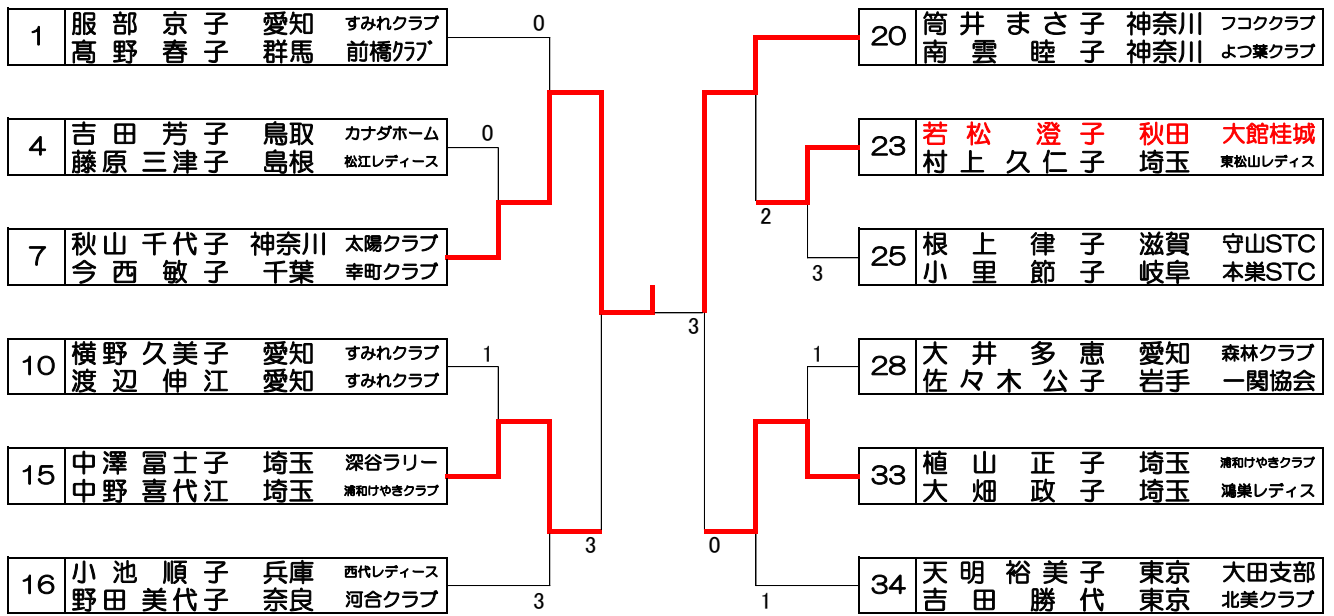 1 服部 京子 愛知 すみれクラブ
髙野 春子 群馬 前橋ｸﾗﾌﾞ
0
4 吉田 芳子 鳥取 カナダホーム
藤原 三津子 島根 松江レディース
0
7 秋山 千代子 神奈川 太陽クラブ
今西 敏子 千葉 幸町クラブ
10 横野 久美子 愛知 すみれクラブ
渡辺 伸江 愛知 すみれクラブ
1
15 中澤 冨士子 埼玉 深谷ラリー
中野 喜代江 埼玉 浦和けやきクラブ
3
16 小池 順子 兵庫 西代レディース
野田 美代子 奈良 河合クラブ
3
3
20 筒井 まさ子 神奈川 フコククラブ
南雲 睦子 神奈川 よつ葉クラブ
23 若松 澄子 秋田 大館桂城
村上 久仁子 埼玉 東松山レディス
2
25 根上 律子 滋賀 守山STC
小里 節子 岐阜 本巣STC
3
28 大井 多恵 愛知 森林クラブ
佐々木 公子 岩手 一関協会
1
33 植山 正子 埼玉 浦和けやきクラブ
大畑 政子 埼玉 鴻巣レディス
0
34 天明 裕美子 東京 大田支部
吉田 勝代 東京 北美クラブ
1